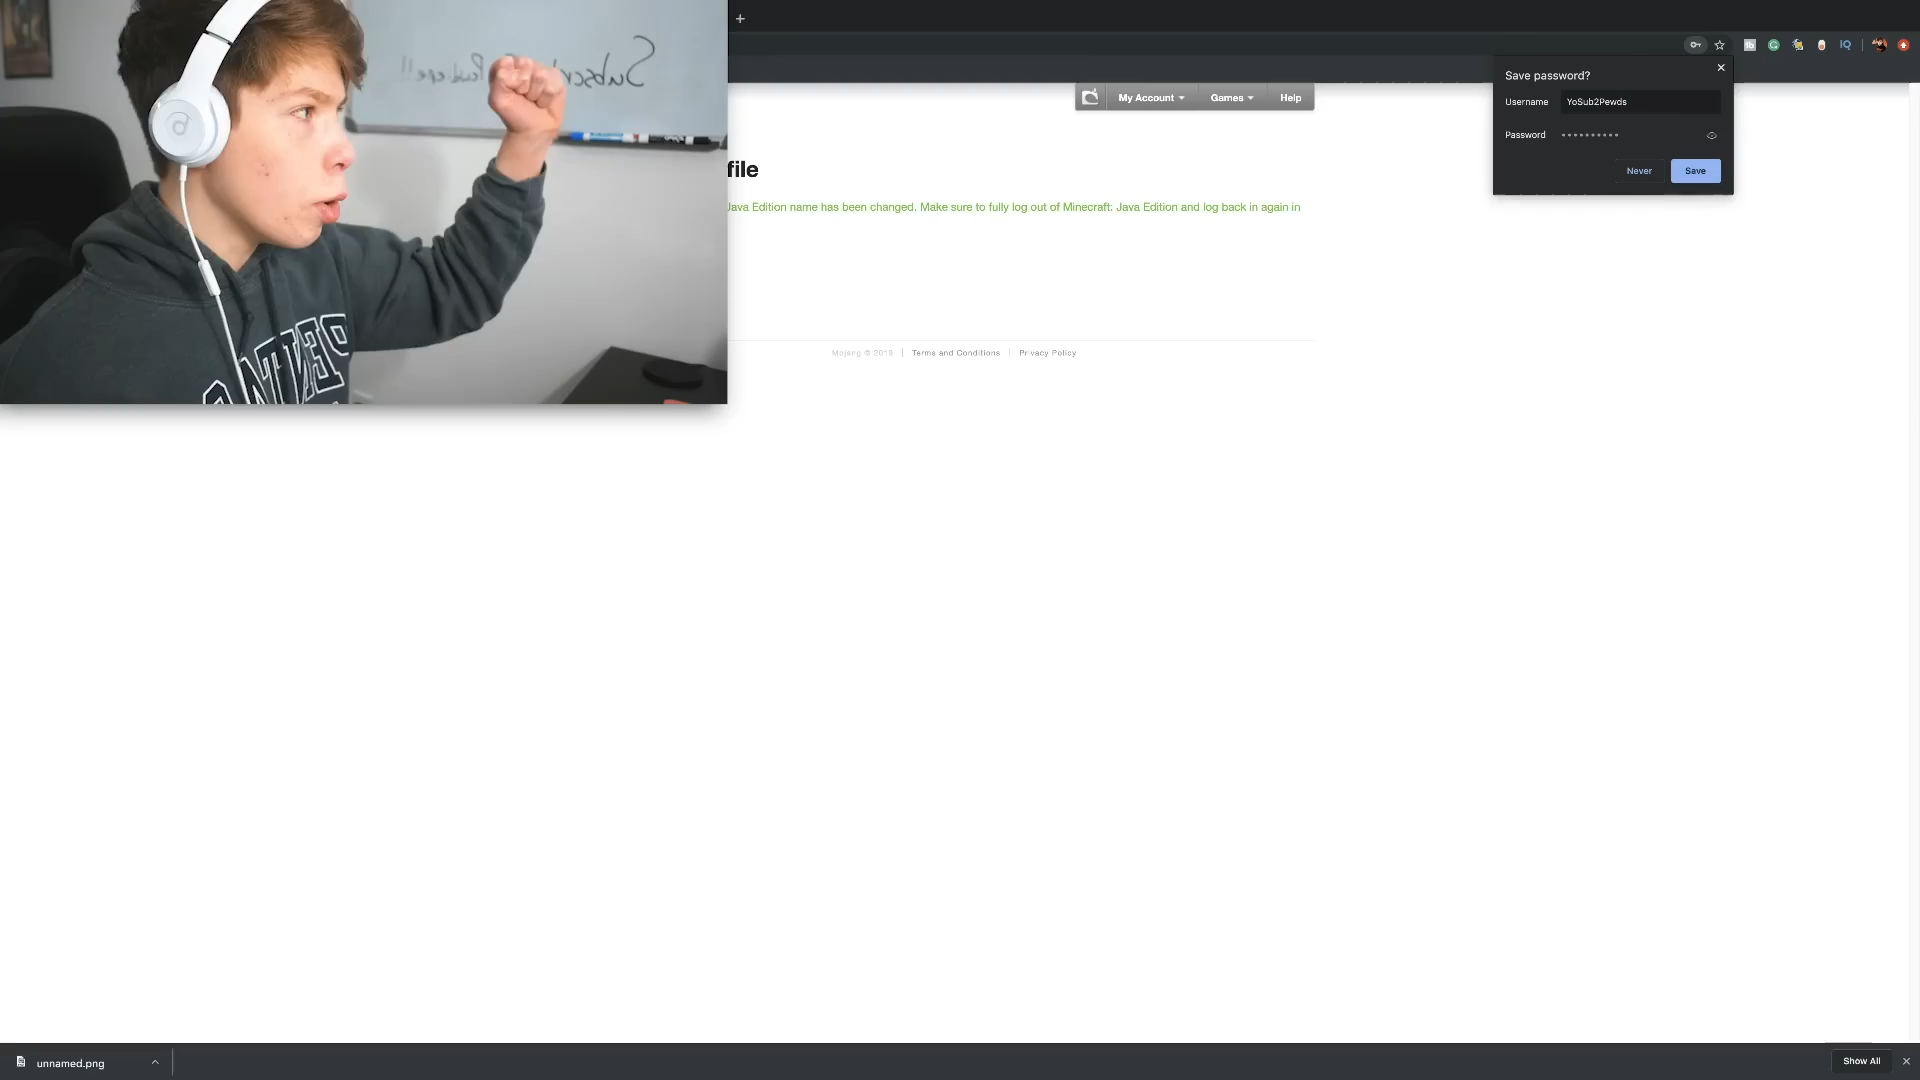 Save password?
My Account
Games
Help
Username
YoSub2Pewds
Password
Never
Save
file
Java Edition name has been changed. Make sure to fully log out of Minecraft: Java Edition and log back in again in
Mojang © 2019
Terms and Conditions
Privacy Policy
unnamed.png
Show All
IQ